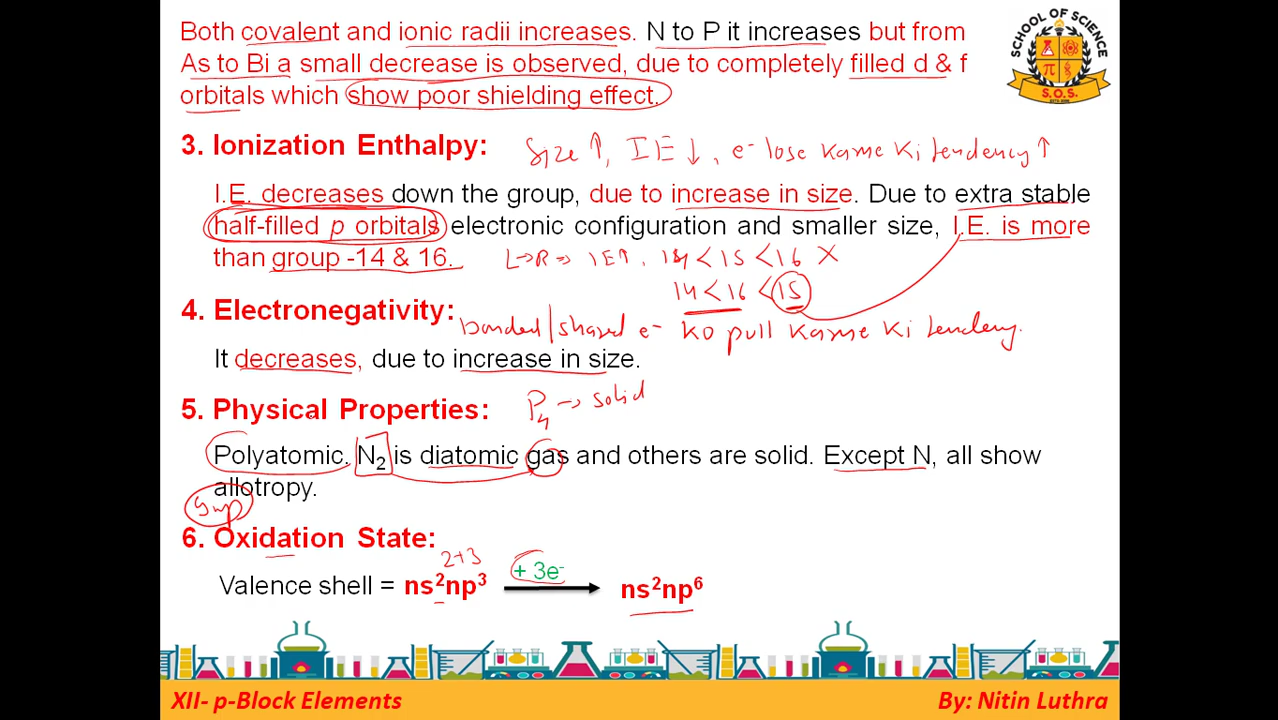 Both covalent and ionic radii increases. N to P it increases but from
As to Bi a small decrease is observed, due to completely filled d & f
orbitals which show poor shielding effect.
SCHOOL OF SCIENCE
S.O.S.
3. Ionization Enthalpy:
Size ↑, IE ↓, e- lose karne ki tendency ↑
I.E. decreases down the group, due to increase in size. Due to extra stable
half-filled p orbitals electronic configuration and smaller size, I.E. is more
than group -14 & 16.
L→R → IE↑, 14 < 15 < 16 X
14 < 16 < 15
4. Electronegativity:
bonded/shared e- ko pull karne ki tendency.
It decreases, due to increase in size.
5. Physical Properties:
P4 → solid
Polyatomic. N2 is diatomic gas and others are solid. Except N, all show
allotropy.
Imp
6. Oxidation State:
2+3
Valence shell = ns²np³ + 3e⁻ ns²np⁶
XII- p-Block Elements
By: Nitin Luthra